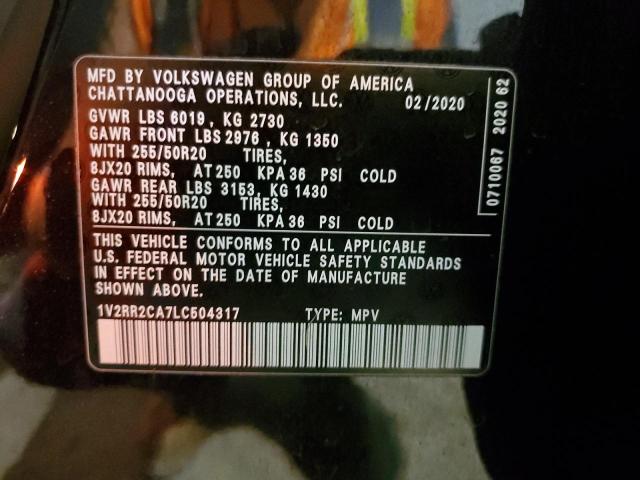 MFD BY VOLKSWAGEN GROUP OF AMERICA
CHATTANOOGA OPERATIONS, LLC. 02/2020
GVWR LBS 6019, KG 2730
GAWR FRONT LBS 2976 , KG 1350
WITH 255/50R20 TIRES,
8JX20 RIMS, AT 250 KPA 36 PSI COLD
GAWR REAR LBS 3153, KG 1430
WITH 255/50R20 TIRES,
8JX20 RIMS, AT 250 KPA 36 PSI COLD
THIS VEHICLE CONFORMS TO ALL APPLICABLE
U.S. FEDERAL MOTOR VEHICLE SAFETY STANDARDS
IN EFFECT ON THE DATE OF MANUFACTURE
SHOWN ABOVE.
1V2RR2CA7LC504317 TYPE: MPV
0710067 2020 62